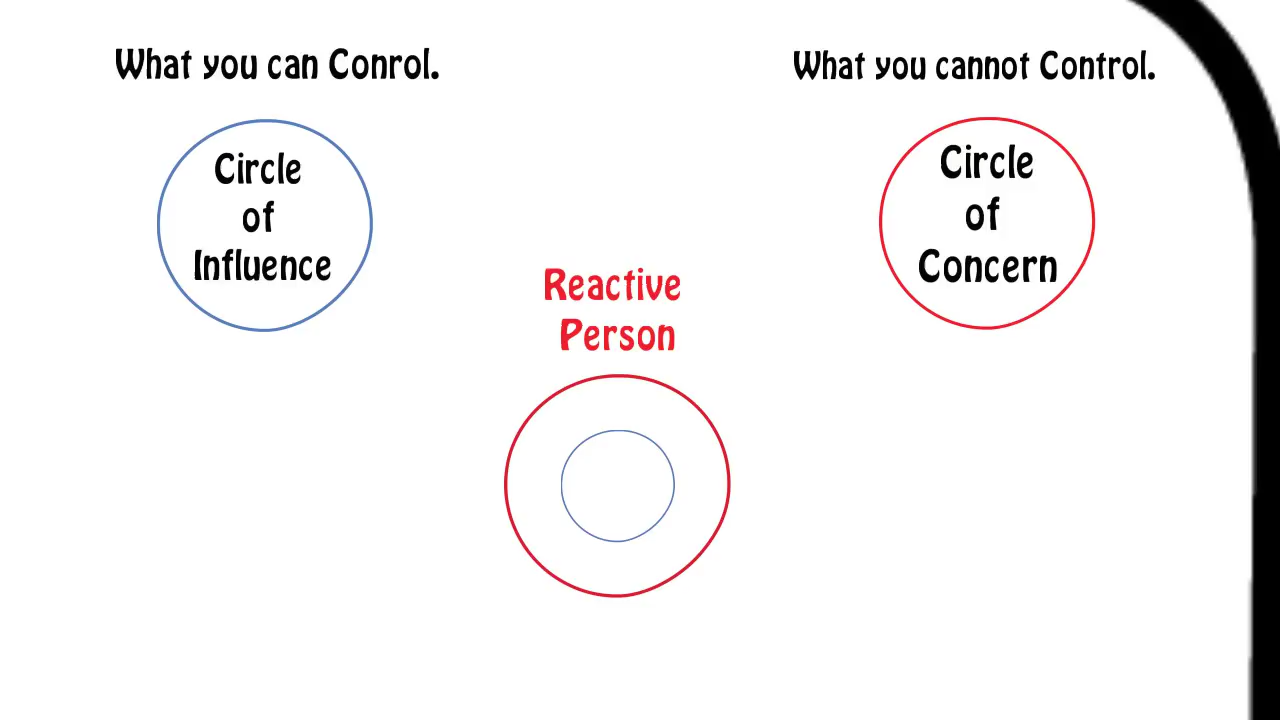 What you can Conrol.
What you cannot Control.
Circle
of
Influence
Circle
of
Concern
Reactive
Person